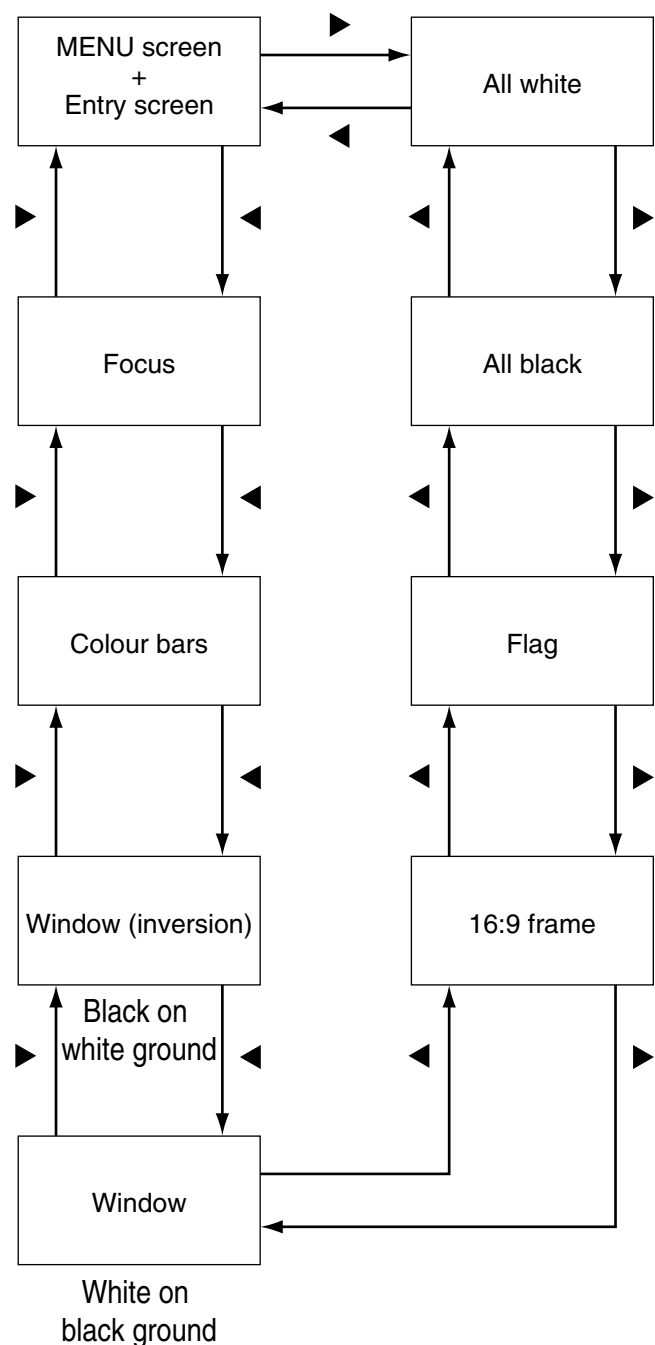 MENU screen
+
Entry screen
All white
Focus
All black
Colour bars
Flag
Window (inversion)
16:9 frame
Black on
white ground
Window
White on
black ground